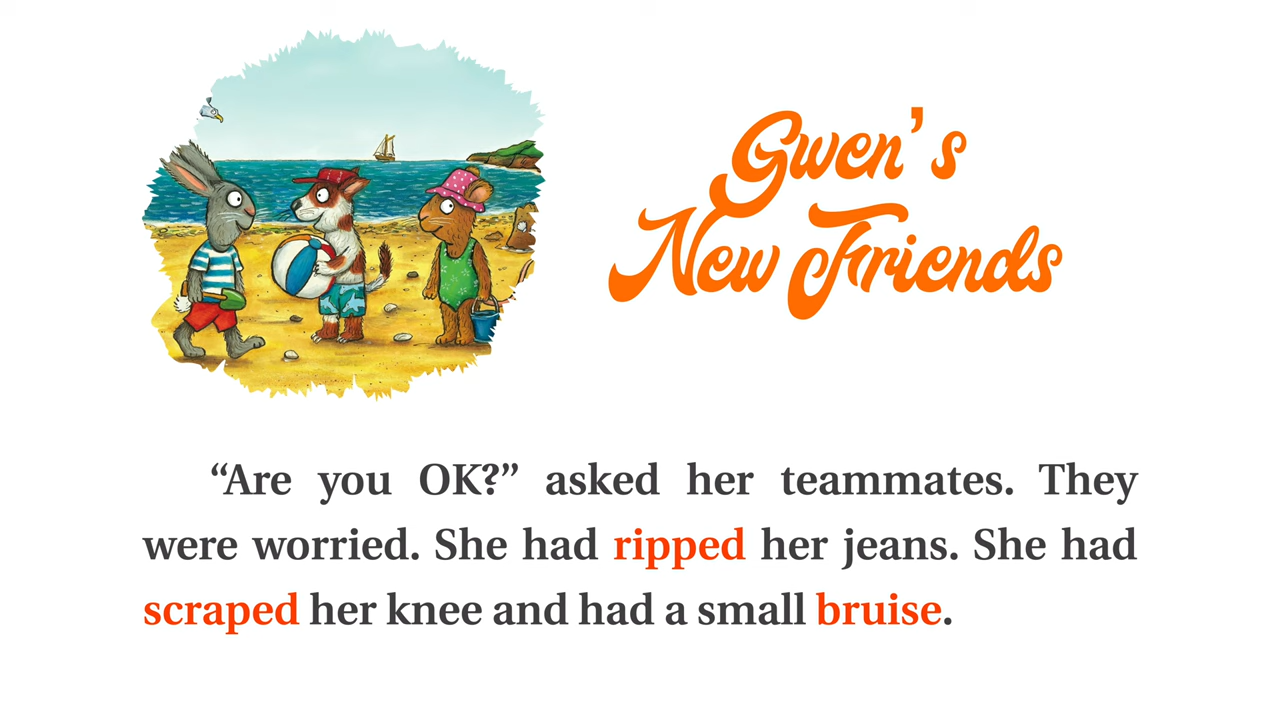 Gwen's
New Friends
“Are you OK?” asked her teammates. They
were worried. She had ripped her jeans. She had
scraped her knee and had a small bruise.